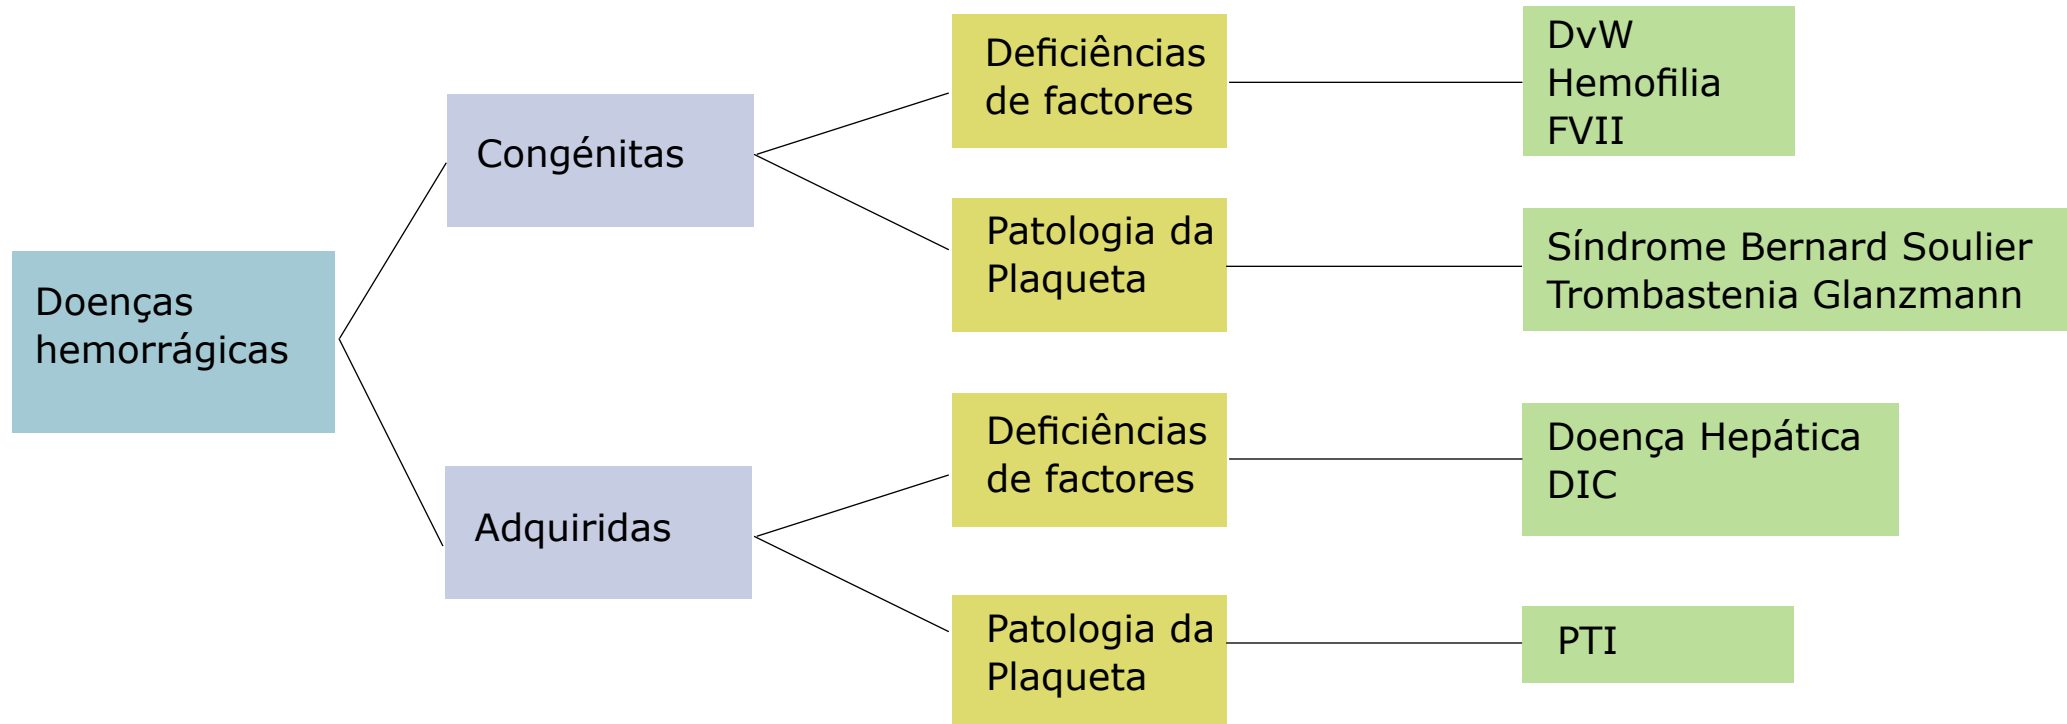 Doenças
hemorrágicas
Congénitas
Deficiências
de factores
DvW
Hemofilia
FVII
Patologia da
Plaqueta
Síndrome Bernard Soulier
Trombastenia Glanzmann
Adquiridas
Deficiências
de factores
Doença Hepática
DIC
Patologia da
Plaqueta
PTI